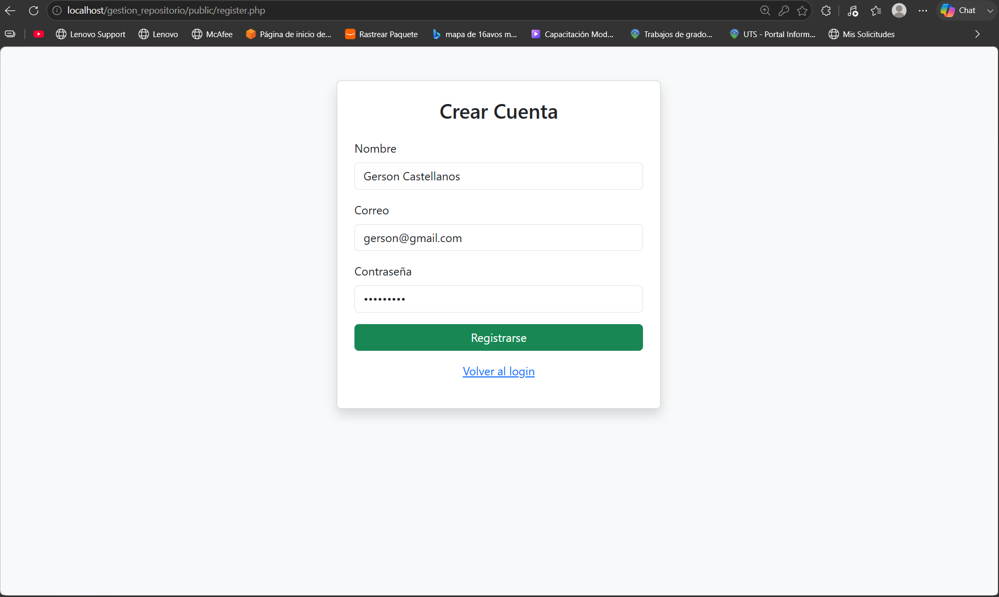 localhost/gestion_repositorio/public/register.php
Chat
Lenovo Support
Lenovo
McAfee
Página de inicio de...
Rastrear Paquete
mapa de 16avos m...
Capacitación Mod...
Trabajos de grado...
UTS - Portal Inform...
Mis Solicitudes
Crear Cuenta
Nombre
Gerson Castellanos
Correo
gerson@gmail.com
Contraseña
•••••••••
Registrarse
Volver al login